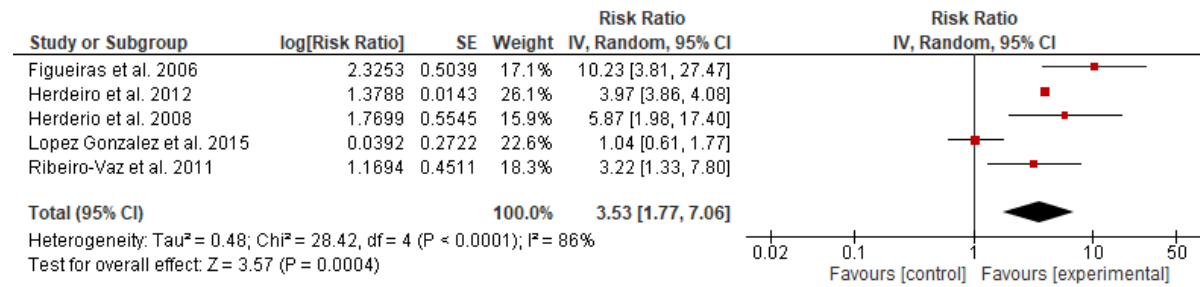 Risk Ratio Risk Ratio
Study or Subgroup log[Risk Ratio] SE Weight IV, Random, 95% CI IV, Random, 95% CI
Figueiras et al. 2006 2.3253 0.5039 17.1% 10.23 [3.81, 27.47]
Herdeiro et al. 2012 1.3788 0.0143 26.1% 3.97 [3.86, 4.08]
Herderio et al. 2008 1.7699 0.5545 15.9% 5.87 [1.98, 17.40]
Lopez Gonzalez et al. 2015 0.0392 0.2722 22.6% 1.04 [0.61, 1.77]
Ribeiro-Vaz et al. 2011 1.1694 0.4511 18.3% 3.22 [1.33, 7.80]
Total (95% CI) 100.0% 3.53 [1.77, 7.06]
Heterogeneity: Tau² = 0.48; Chi² = 28.42, df = 4 (P < 0.0001); I² = 86%
Test for overall effect: Z = 3.57 (P = 0.0004)
0.02 0.1 1 10 50
Favours [control] Favours [experimental]